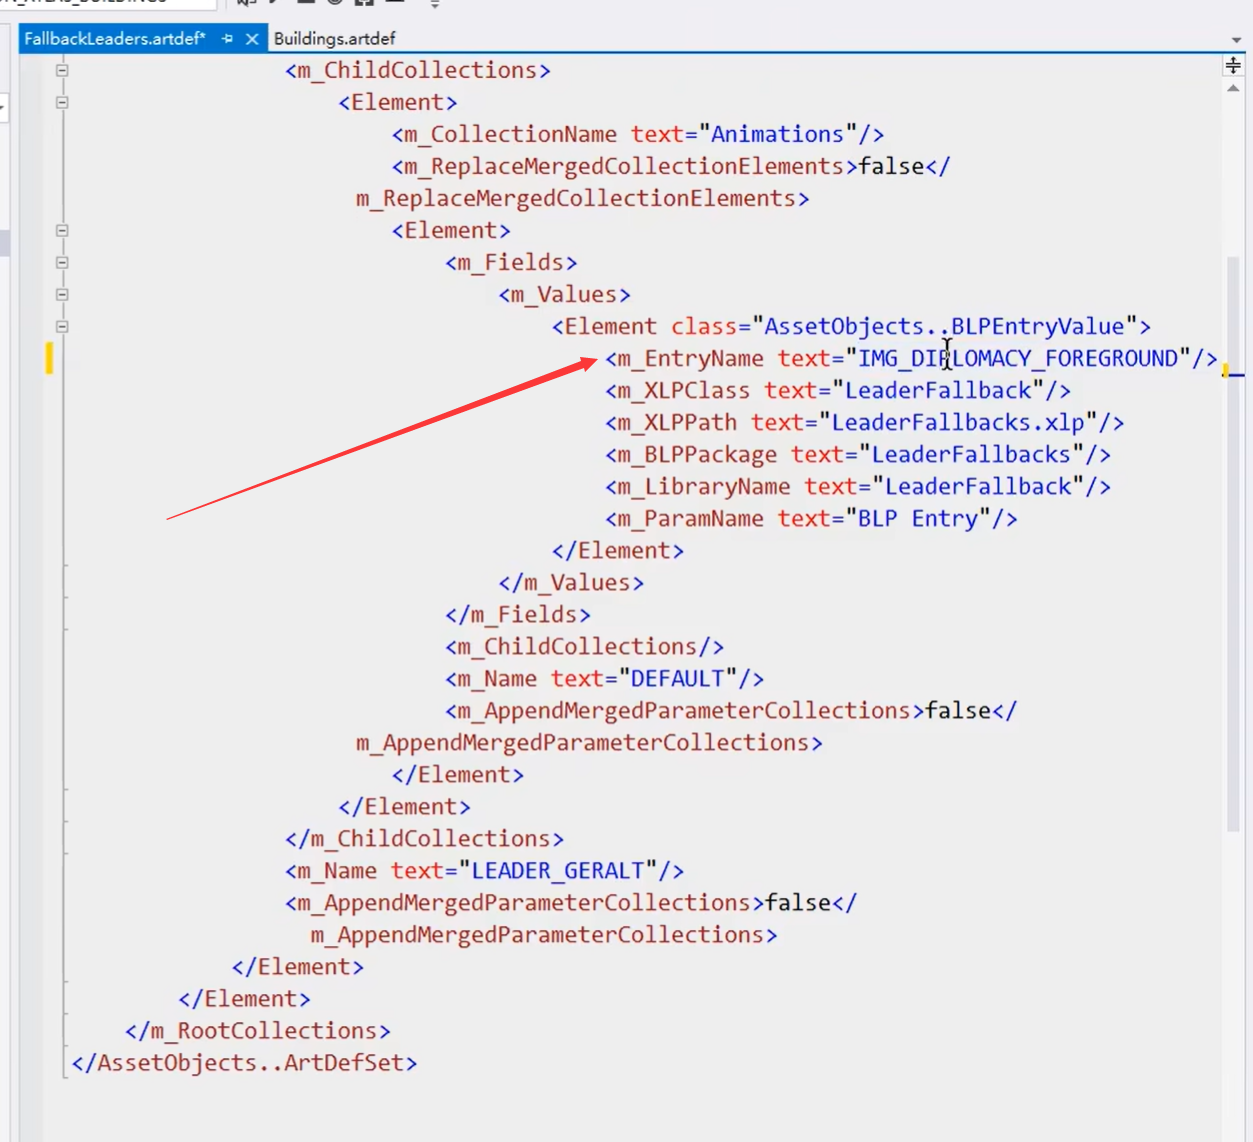 FallbackLeaders.artdef*
Buildings.artdef
<m_ChildCollections>
<Element>
<m_CollectionName text="Animations"/>
<m_ReplaceMergedCollectionElements>false</
m_ReplaceMergedCollectionElements>
<Element>
<m_Fields>
<m_Values>
<Element class="AssetObjects..BLPEntryValue">
<m_EntryName text="IMG_DIPLOMACY_FOREGROUND"/>
<m_XLPClass text="LeaderFallback"/>
<m_XLPPath text="LeaderFallbacks.xlp"/>
<m_BLPPackage text="LeaderFallbacks"/>
<m_LibraryName text="LeaderFallback"/>
<m_ParamName text="BLP Entry"/>
</Element>
</m_Values>
</m_Fields>
<m_ChildCollections/>
<m_Name text="DEFAULT"/>
<m_AppendMergedParameterCollections>false</
m_AppendMergedParameterCollections>
</Element>
</Element>
</m_ChildCollections>
<m_Name text="LEADER_GERALT"/>
<m_AppendMergedParameterCollections>false</
m_AppendMergedParameterCollections>
</Element>
</Element>
</m_RootCollections>
</AssetObjects..ArtDefSet>